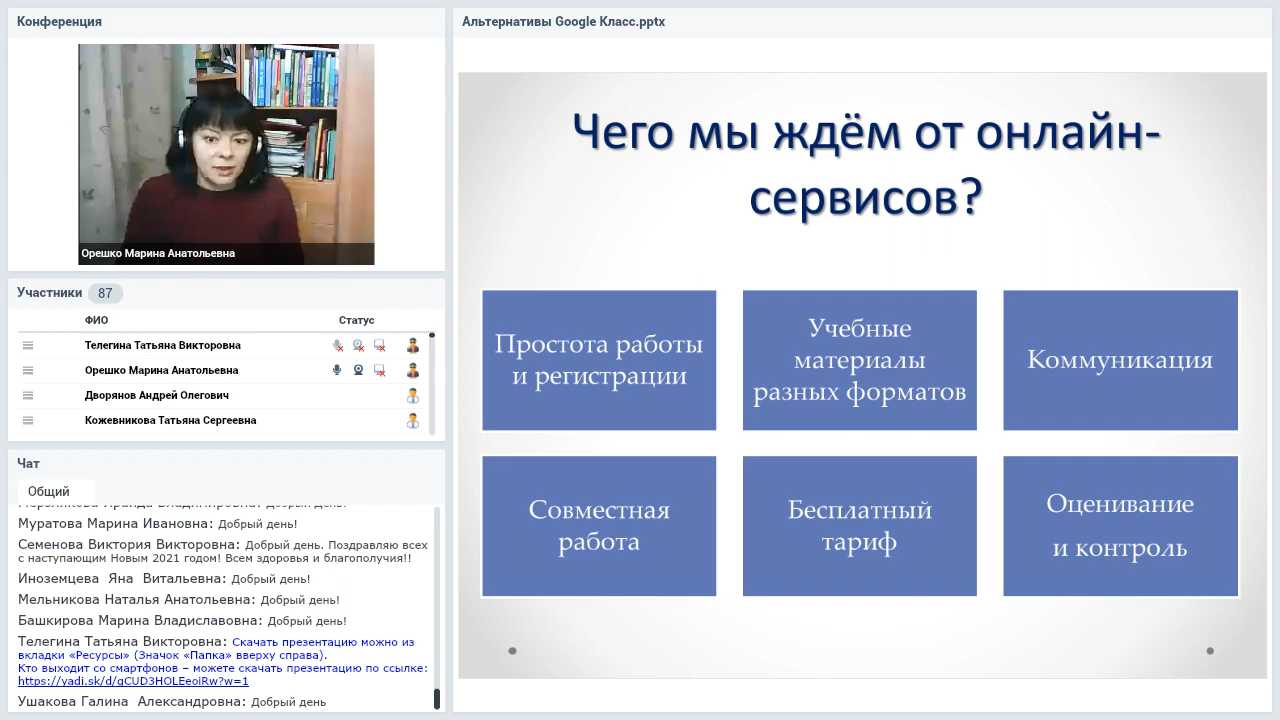 Конференция
Орешко Марина Анатольевна
Участники 87
ФИО Статус
Телегина Татьяна Викторовна
Орешко Марина Анатольевна
Дворянов Андрей Олегович
Кожевникова Татьяна Сергеевна
Чат
Общий
Муратова Марина Ивановна: Добрый день!
Семенова Виктория Викторовна: Добрый день. Поздравляю всех
с наступающим Новым 2021 годом! Всем здоровья и благополучия!!
Иноземцева Яна Витальевна: Добрый день!
Мельникова Наталья Анатольевна: Добрый день!
Башкирова Марина Владиславовна: Добрый день!
Телегина Татьяна Викторовна: Скачать презентацию можно из
вкладки «Ресурсы» (Значок «Папка» вверху справа).
Кто выходит со смартфонов – можете скачать презентацию по ссылке:
https://yadi.sk/d/gCUD3HOLEeoiRw?w=1
Ушакова Галина Александровна: Добрый день
Альтернативы Google Класс.pptx
Чего мы ждём от онлайн-
сервисов?
Простота работы
и регистрации
Учебные
материалы
разных форматов
Коммуникация
Совместная
работа
Бесплатный
тариф
Оценивание
и контроль